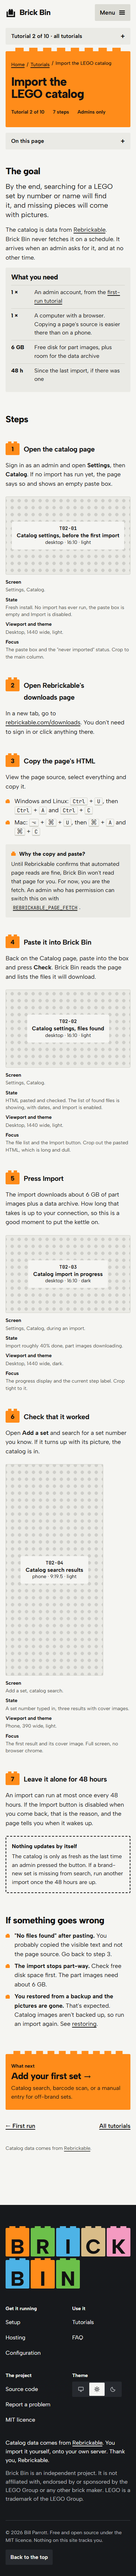 Brick Bin
Menu
Tutorial 2 of 10 · all tutorials
Home / Tutorials / Import the LEGO catalog
Import the
LEGO catalog
Tutorial 2 of 10 7 steps Admins only
On this page
The goal
By the end, searching for a LEGO
set by number or name will find
it, and missing pieces will come
with pictures.
The catalog is data from Rebrickable.
Brick Bin never fetches it on a schedule. It
arrives when an admin asks for it, and at no
other time.
What you need
1 × An admin account, from the first-
run tutorial
1 × A computer with a browser.
Copying a page's source is easier
there than on a phone.
6 GB Free disk for part images, plus
room for the data archive
48 h Since the last import, if there was
one
Steps
1 Open the catalog page
Sign in as an admin and open Settings, then
Catalog. If no import has run yet, the page
says so and shows an empty paste box.
T02-01
Catalog settings, before the first import
desktop · 16:10 · light
Screen
Settings, Catalog.
State
Fresh install: No import has ever run, the paste box is
empty and Import is disabled.
Viewport and theme
Desktop, 1440 wide, light.
Focus
The paste box and the "never imported" status. Crop to
the main column.
2 Open Rebrickable's
downloads page
In a new tab, go to
rebrickable.com/downloads. You don't need
to sign in or click anything there.
3 Copy the page's HTML
View the page source, select everything and
copy it.
Windows and Linux: Ctrl + U, then
Ctrl + A and Ctrl + C
Mac: ⌥ + ⌘ + U, then ⌘ + A and
⌘ + C
Why the copy and paste?
Until Rebrickable confirms that automated
page reads are fine, Brick Bin won't read
that page for you. For now, you are the
fetch. An admin who has permission can
switch this on with
REBRICKABLE_PAGE_FETCH.
4 Paste it into Brick Bin
Back on the Catalog page, paste into the box
and press Check. Brick Bin reads the page
and lists the files it will download.
T02-02
Catalog settings, files found
desktop · 16:10 · light
Screen
Settings, Catalog.
State
HTML pasted and checked: The list of found files is
showing, with dates, and Import is enabled.
Viewport and theme
Desktop, 1440 wide, light.
Focus
The file list and the Import button. Crop out the pasted
HTML, which is long and dull.
5 Press Import
The import downloads about 6 GB of part
images plus a data archive. How long that
takes is up to your connection, so this is a
good moment to put the kettle on.
T02-03
Catalog import in progress
desktop · 16:10 · dark
Screen
Settings, Catalog, during an import.
State
Import roughly 40% done, part images downloading.
Viewport and theme
Desktop, 1440 wide, dark.
Focus
The progress display and the current step label. Crop
tight to it.
6 Check that it worked
Open Add a set and search for a set number
you know. If it turns up with its picture, the
catalog is in.
T02-04
Catalog search results
phone · 9:19.5 · light
Screen
Add a set, catalog search.
State
A set number typed in, three results with cover images.
Viewport and theme
Phone, 390 wide, light.
Focus
The first result and its cover image. Full screen, no
browser chrome.
7 Leave it alone for 48 hours
An import can run at most once every 48
hours. If the Import button is disabled when
you come back, that is the reason, and the
page tells you when it wakes up.
Nothing updates by itself
The catalog is only as fresh as the last time
an admin pressed the button. If a brand-
new set is missing from search, run another
import once the 48 hours are up.
If something goes wrong
"No files found" after pasting. You
probably copied the visible text and not
the page source. Go back to step 3.
The import stops part-way. Check free
disk space first. The part images need
about 6 GB.
You restored from a backup and the
pictures are gone. That's expected.
Catalog images aren't backed up, so run
an import again. See restoring.
What next
Add your first set →
Catalog search, barcode scan, or a manual
entry for off-brand sets.
← First run
All tutorials
Catalog data comes from Rebrickable.
BRICK
BIN
Get it running
Setup
Hosting
Configuration
Use it
Tutorials
FAQ
The project
Source code
Report a problem
MIT licence
Theme
Catalog data comes from Rebrickable. You
import it yourself, onto your own server. Thank
you, Rebrickable.
Brick Bin is an independent project. It is not
affiliated with, endorsed by or sponsored by the
LEGO Group or any other brick maker. LEGO is a
trademark of the LEGO Group.
© 2026 Bill Parrott. Free and open source under the
MIT licence. Nothing on this site tracks you.
Back to the top